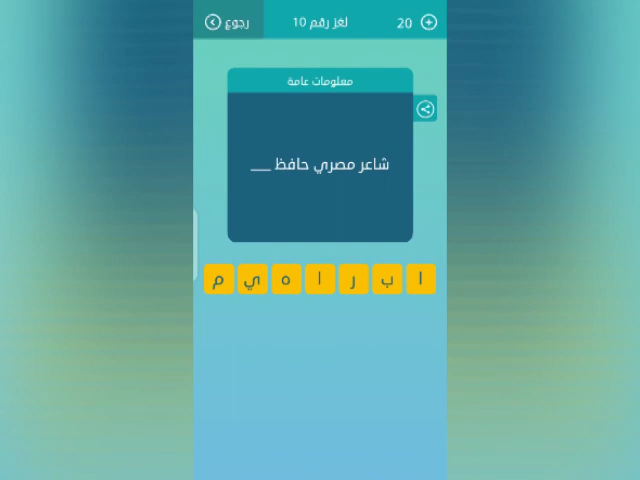 رجوع لغز رقم 10 20
معلومات عامة
شاعر مصري حافظ ___
ا ب ر ا ه ي م